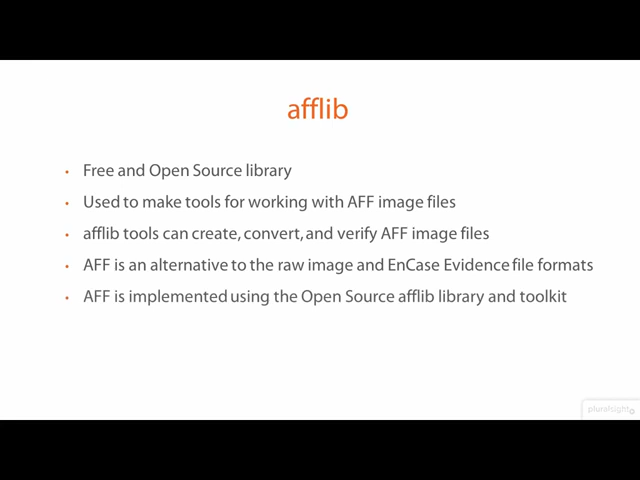 afflib
• Free and Open Source library
• Used to make tools for working with AFF image files
• afflib tools can create, convert, and verify AFF image files
• AFF is an alternative to the raw image and EnCase Evidence file formats
• AFF is implemented using the Open Source afflib library and toolkit
pluralsight